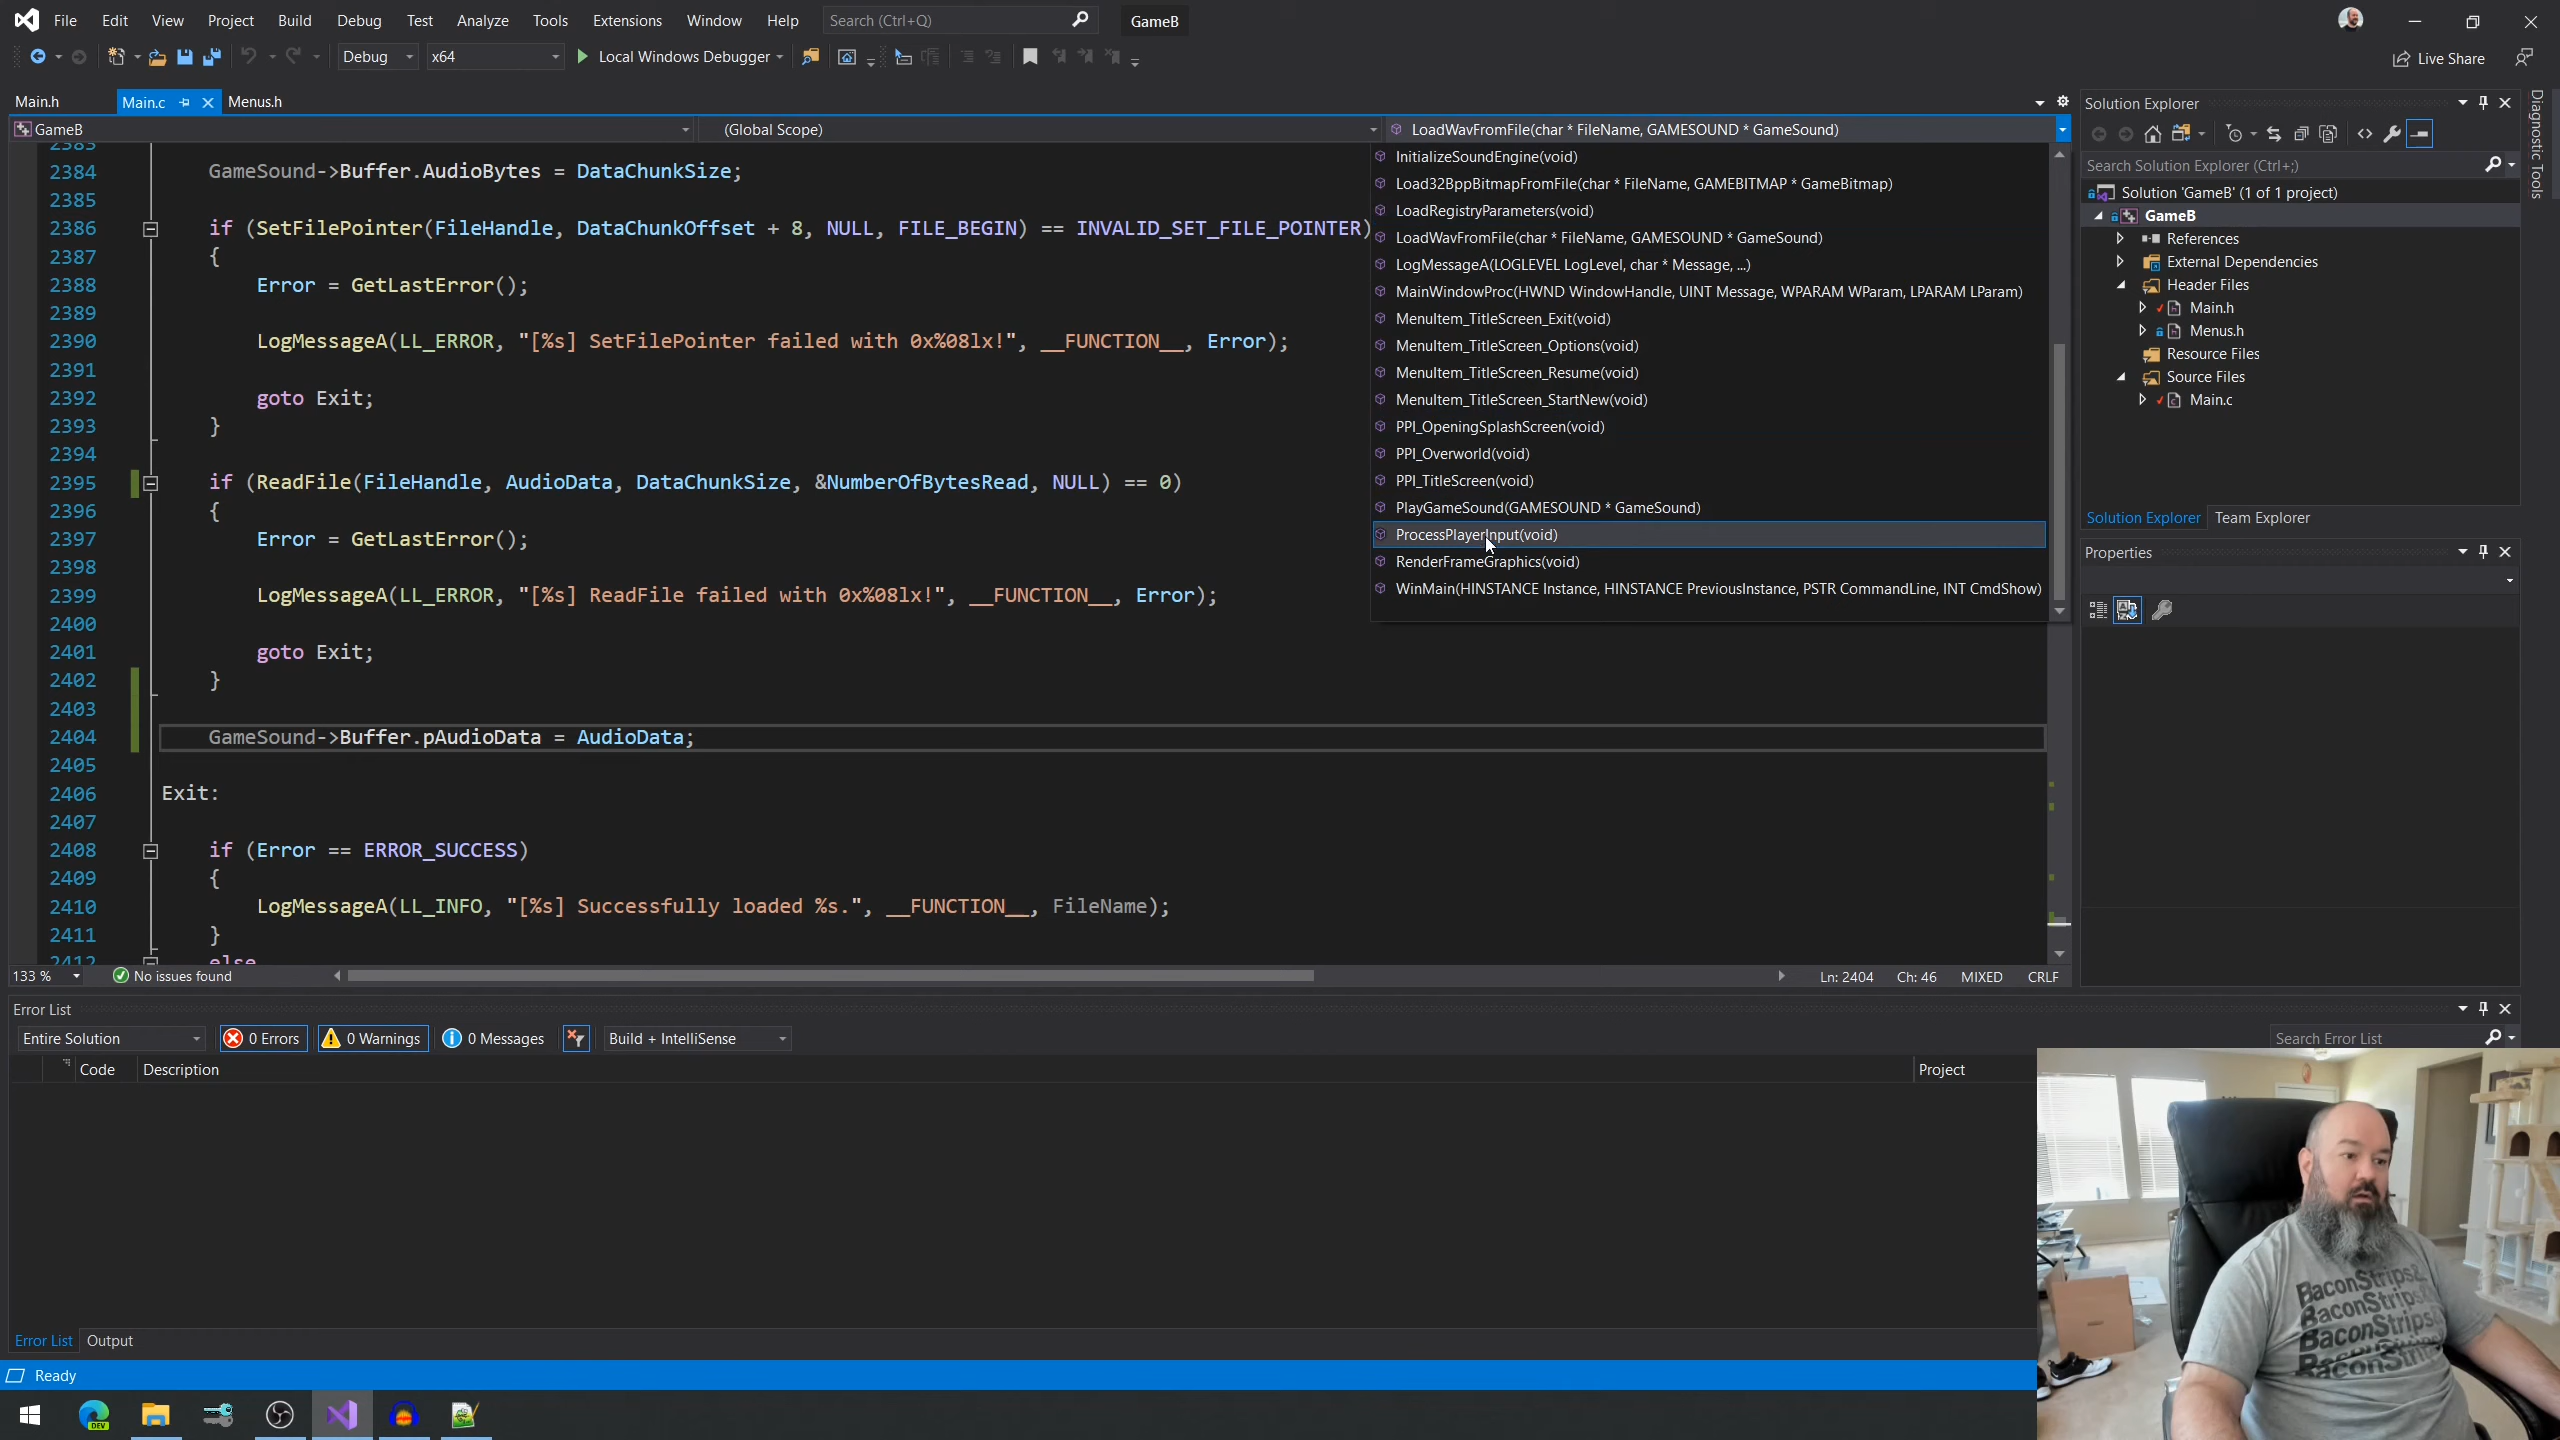 File Edit View Project Build Debug Test Analyze Tools Extensions Window Help Search (Ctrl+Q) GameB
Debug x64 Local Windows Debugger Live Share
Main.h Main.c Menus.h
GameB (Global Scope) LoadWavFromFile(char * FileName, GAMESOUND * GameSound)
2383
2384 GameSound->Buffer.AudioBytes = DataChunkSize;
2385
2386 if (SetFilePointer(FileHandle, DataChunkOffset + 8, NULL, FILE_BEGIN) == INVALID_SET_FILE_POINTER)
2387 {
2388 Error = GetLastError();
2389
2390 LogMessageA(LL_ERROR, "[%s] SetFilePointer failed with 0x%08lx!", __FUNCTION__, Error);
2391
2392 goto Exit;
2393 }
2394
2395 if (ReadFile(FileHandle, AudioData, DataChunkSize, &NumberOfBytesRead, NULL) == 0)
2396 {
2397 Error = GetLastError();
2398
2399 LogMessageA(LL_ERROR, "[%s] ReadFile failed with 0x%08lx!", __FUNCTION__, Error);
2400
2401 goto Exit;
2402 }
2403
2404 GameSound->Buffer.pAudioData = AudioData;
2405
2406 Exit:
2407
2408 if (Error == ERROR_SUCCESS)
2409 {
2410 LogMessageA(LL_INFO, "[%s] Successfully loaded %s.", __FUNCTION__, FileName);
2411 }
2412 else
InitializeSoundEngine(void)
Load32BppBitmapFromFile(char * FileName, GAMEBITMAP * GameBitmap)
LoadRegistryParameters(void)
LoadWavFromFile(char * FileName, GAMESOUND * GameSound)
LogMessageA(LOGLEVEL LogLevel, char * Message, ...)
MainWindowProc(HWND WindowHandle, UINT Message, WPARAM WParam, LPARAM LParam)
MenuItem_TitleScreen_Exit(void)
MenuItem_TitleScreen_Options(void)
MenuItem_TitleScreen_Resume(void)
MenuItem_TitleScreen_StartNew(void)
PPI_OpeningSplashScreen(void)
PPI_Overworld(void)
PPI_TitleScreen(void)
PlayGameSound(GAMESOUND * GameSound)
ProcessPlayerInput(void)
RenderFrameGraphics(void)
WinMain(HINSTANCE Instance, HINSTANCE PreviousInstance, PSTR CommandLine, INT CmdShow)
133 % No issues found Ln: 2404 Ch: 46 MIXED CRLF
Solution Explorer
Search Solution Explorer (Ctrl+;)
Solution 'GameB' (1 of 1 project)
GameB
References
External Dependencies
Header Files
Main.h
Menus.h
Resource Files
Source Files
Main.c
Solution Explorer Team Explorer
Properties
Diagnostic Tools
Error List
Entire Solution 0 Errors 0 Warnings 0 Messages Build + IntelliSense Search Error List
Code Description Project
Error List Output
Ready
DEV
BaconStrips&
BaconStrips&
BaconStrips&
BaconStrips&